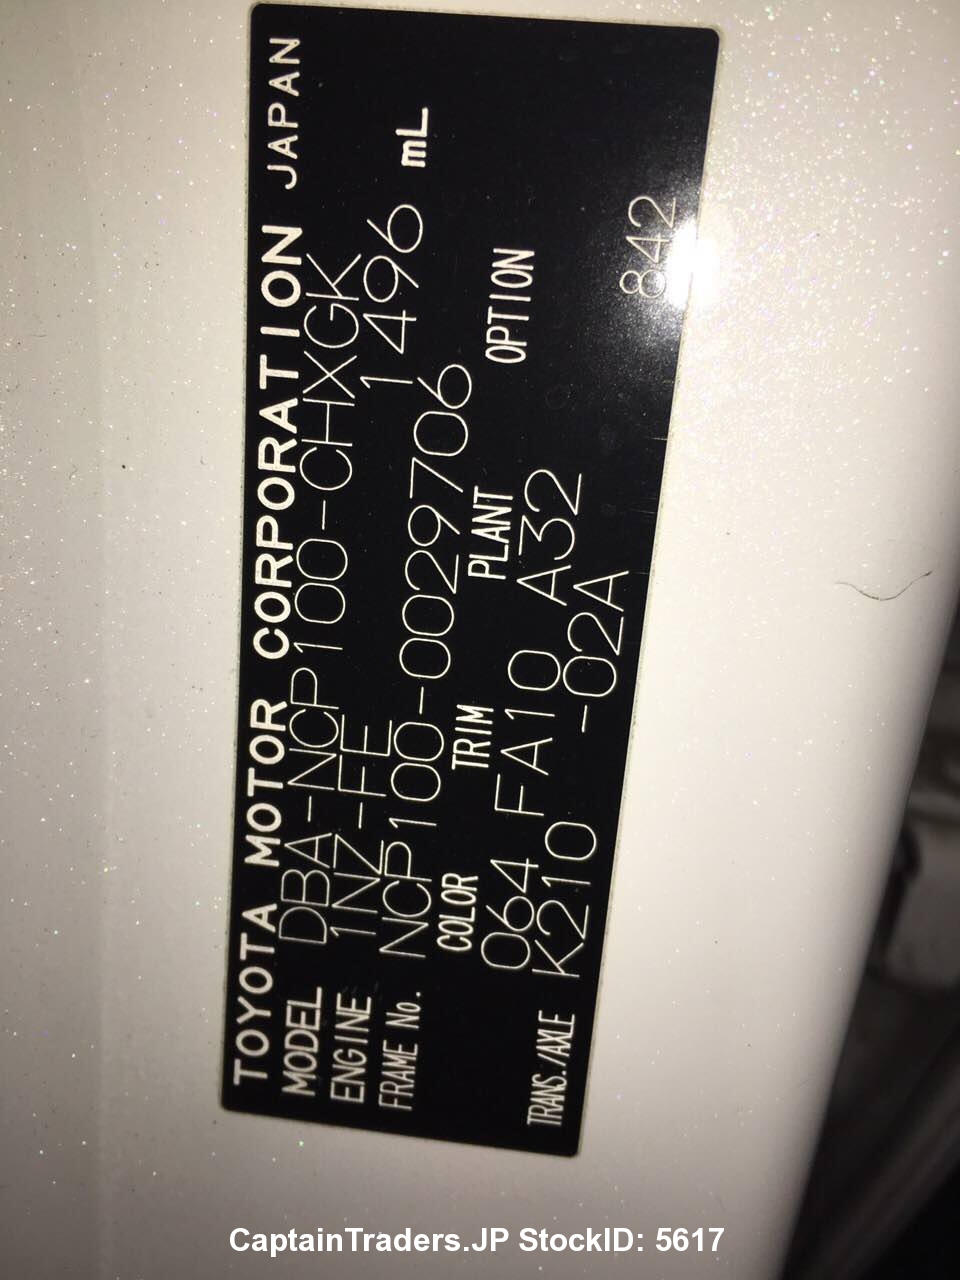 TOYOTA MOTOR CORPORATION JAPAN
MODEL DBA-NCP100-CHXGK
ENGINE 1NZ-FE 1496 mL
FRAME No. NCP100-0029706
COLOR TRIM PLANT OPTION
064 FA10 A32
TRANS./AXLE K210 -02A 842
CaptainTraders.JP StockID: 5617